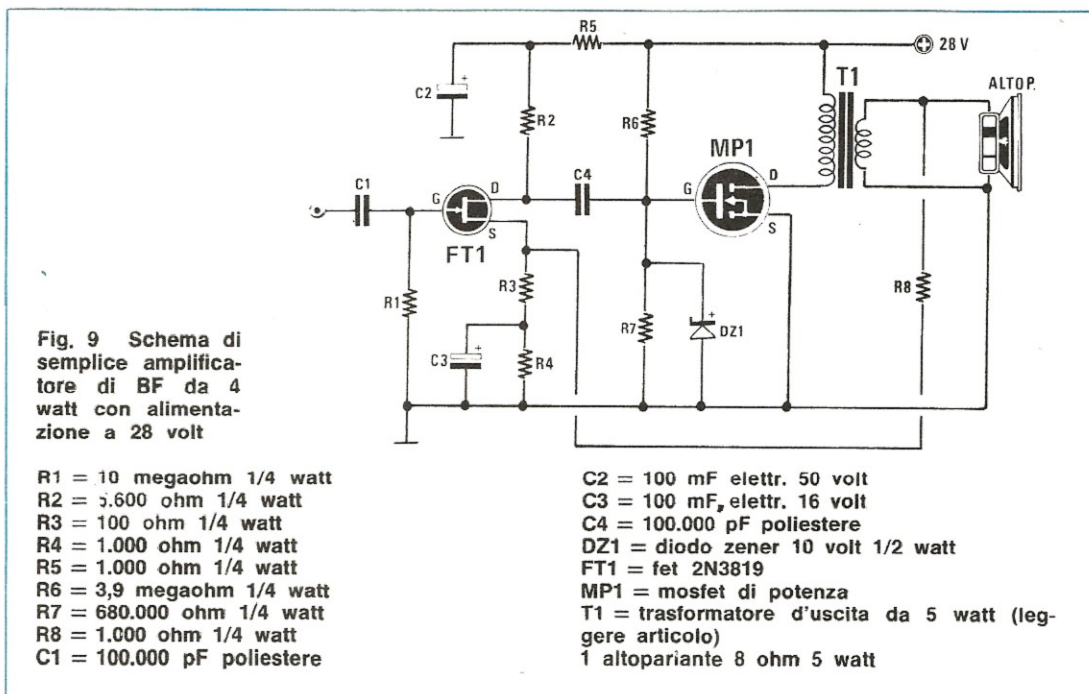 R5
28 V
C2
+
R2
R6
T1
ALTOP.
MP1
C1
G
D
S
FT1
C4
G
D
S
R1
R3
C3
+
R4
R7
+
DZ1
R8
Fig. 9 Schema di
semplice amplifica-
tore di BF da 4
watt con alimenta-
zione a 28 volt
R1 = 10 megaohm 1/4 watt
R2 = 5.600 ohm 1/4 watt
R3 = 100 ohm 1/4 watt
R4 = 1.000 ohm 1/4 watt
R5 = 1.000 ohm 1/4 watt
R6 = 3,9 megaohm 1/4 watt
R7 = 680.000 ohm 1/4 watt
R8 = 1.000 ohm 1/4 watt
C1 = 100.000 pF poliestere
C2 = 100 mF elettr. 50 volt
C3 = 100 mF, elettr. 16 volt
C4 = 100.000 pF poliestere
DZ1 = diodo zener 10 volt 1/2 watt
FT1 = fet 2N3819
MP1 = mosfet di potenza
T1 = trasformatore d'uscita da 5 watt (leg-
gere articolo)
1 altoparlante 8 ohm 5 watt